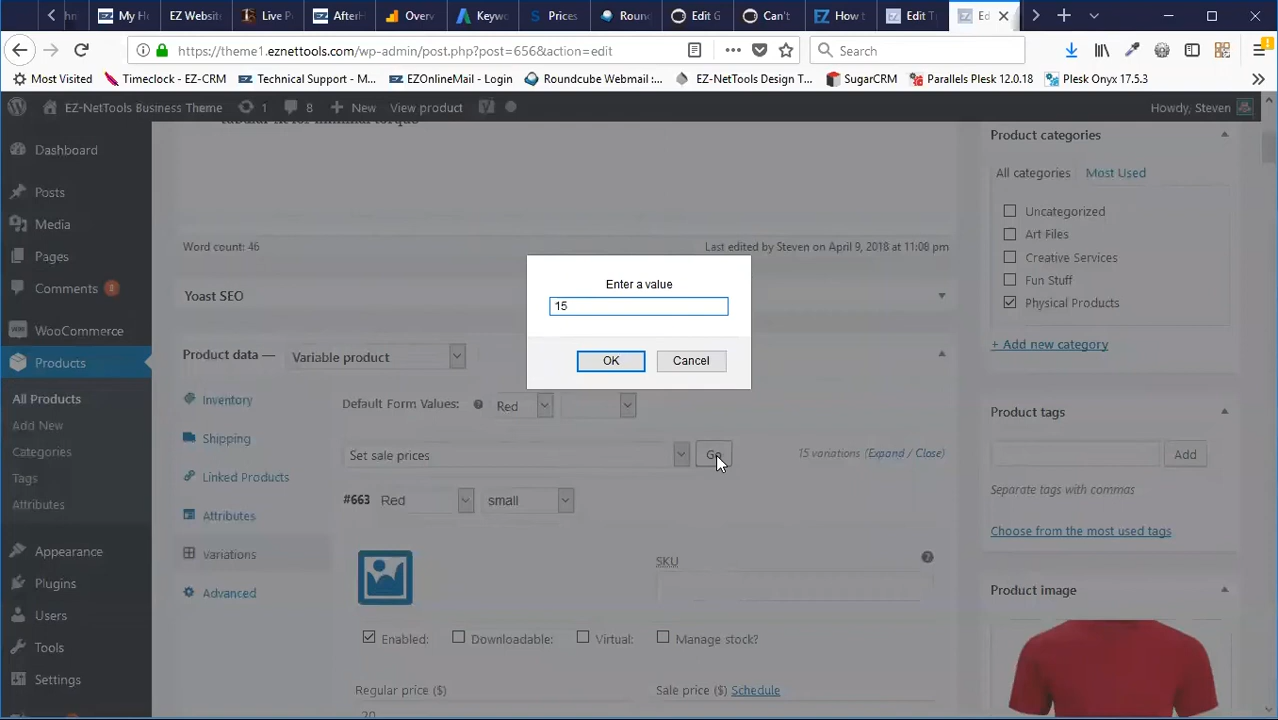 hn
My H
EZ Websit
Live P
AfterH
Overv
Keywo
Prices
Roun
Edit G
Can't
How t
Edit T
Ed
https://theme1.eznettools.com/wp-admin/post.php?post=656&action=edit
Search
Most Visited
Timeclock - EZ-CRM
Technical Support - M...
EZOnlineMail - Login
Roundcube Webmail :...
EZ-NetTools Design T...
SugarCRM
Parallels Plesk 12.0.18
Plesk Onyx 17.5.3
EZ-NetTools Business Theme
1
8
New
View product
Howdy, Steven
Dashboard
Posts
Media
Pages
Comments
WooCommerce
Products
All Products
Add New
Categories
Tags
Attributes
Appearance
Plugins
Users
Tools
Settings
Word count: 46
Last edited by Steven on April 9, 2018 at 11:08 pm
Yoast SEO
Product data —
Variable product
Inventory
Shipping
Linked Products
Attributes
Variations
Advanced
Default Form Values:
Red
Set sale prices
Go
15 variations (Expand / Close)
#663
Red
small
SKU
Enabled:
Downloadable:
Virtual:
Manage stock?
Regular price ($)
20
Sale price ($) Schedule
Enter a value
15
OK
Cancel
Product categories
All categories
Most Used
Uncategorized
Art Files
Creative Services
Fun Stuff
Physical Products
+ Add new category
Product tags
Add
Separate tags with commas
Choose from the most used tags
Product image